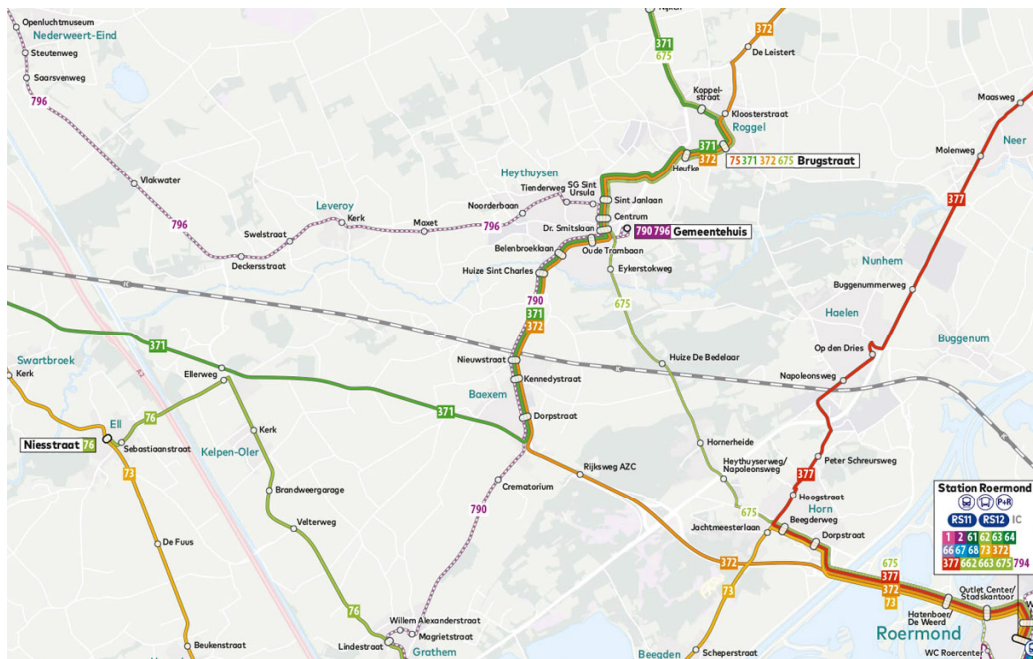 Openluchtmuseum
Nederweert-Eind
Steutenweg
Saarsvenweg
796
Vlakwater
796
Swelstraat
Deckersstraat
Leveroy
Kerk
Maxet
796
Noorderbaan
Heythuysen
Tienderweg
SG Sint
Ursula
371
675
372
De Leistert
Koppel-
straat
Kloosterstraat
Roggel
371
372
Heufke
75 371 372 675 Brugstraat
Sint Janlaan
Centrum
Dr. Smitslaan
790 796 Gemeentehuis
Oude Trambaan
Belenbroeklaan
Huize Sint Charles
Eykerstokweg
790
371
372
675
Maasweg
Neer
Molenweg
377
Nunhem
Buggenummerweg
Haelen
Buggenum
Op den Dries
Napoleonsweg
Huize De Bedelaar
Nieuwstraat
Kennedystraat
Baexem
Dorpstraat
371
371
Swartbroek
Kerk
Ellerweg
76
Ell
Niesstraat 76
Sebastiaanstraat
73
Kelpen-Oler
Kerk
Brandweergarage
Velterweg
De Fuus
Beukenstraat
76
Lindestraat
Willem Alexanderstraat
Magrietstraat
Grathem
790
Crematorium
Rijksweg AZC
Hornerheide
Heythuyserweg/
Napoleonsweg
675
Peter Schreursweg
377
Hoogstraat
Horn
Beegderweg
Jachtmeesterlaan
Dorpstraat
372
73
Beegden
Scheperstraat
675
377
372
73
Station Roermond
P+R
RS11 RS12 IC
1 2 61 62 63 64
66 67 68 73 372
377 662 663 675 794
Outlet Center/
Stadskantoor
Hatenboer/
De Weerd
Roermond
WC Roercenter